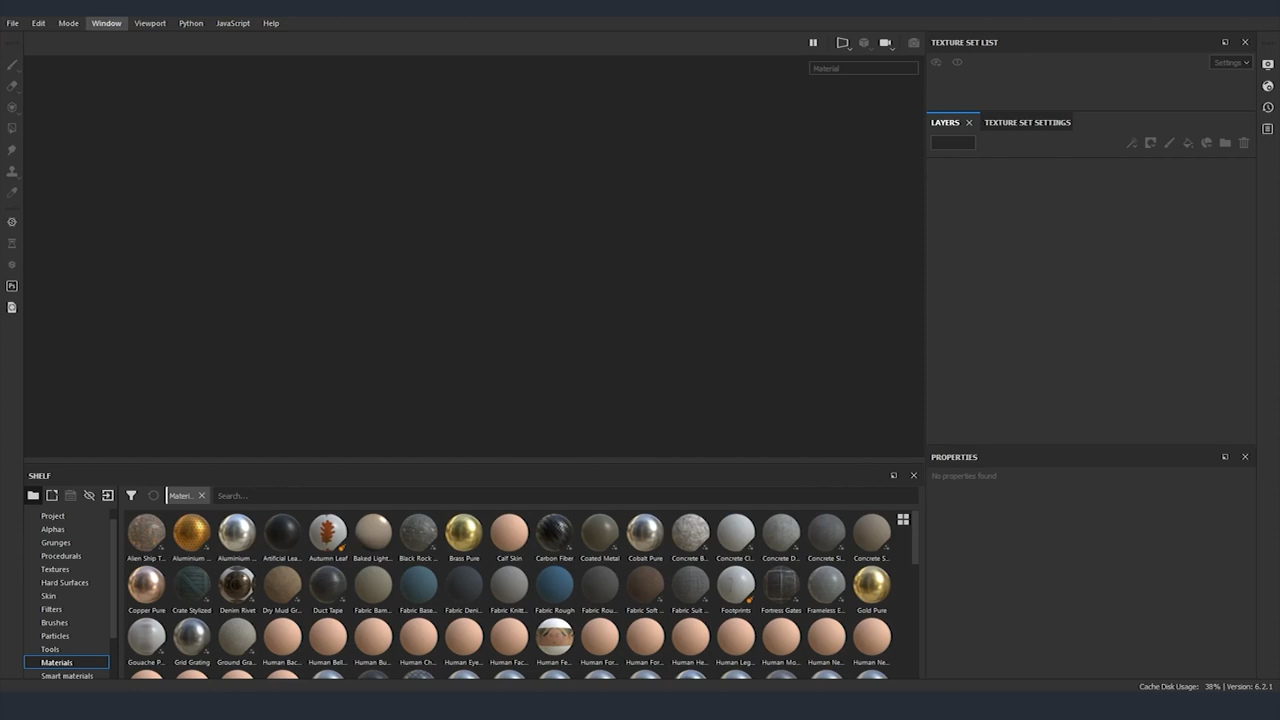 File Edit Mode Window Viewport Python JavaScript Help
Material
TEXTURE SET LIST
Settings
LAYERS TEXTURE SET SETTINGS
PROPERTIES
No properties found
Ps
SHELF
Materi... Search...
Project
Alphas
Grunges
Procedurals
Textures
Hard Surfaces
Skin
Filters
Brushes
Particles
Tools
Materials
Smart materials
Alien Ship T... Aluminium ... Aluminium ... Artificial Lea... Autumn Leaf Baked Light... Black Rock ... Brass Pure Calf Skin Carbon Fiber Coated Metal Cobalt Pure Concrete B... Concrete Cl... Concrete D... Concrete Si... Concrete S...
Copper Pure Crate Stylized Denim Rivet Dry Mud Gr... Duct Tape Fabric Bam... Fabric Base... Fabric Deni... Fabric Knitt... Fabric Rough Fabric Rou... Fabric Soft ... Fabric Suit ... Footprints Fortress Gates Frameless E... Gold Pure
Gouache P... Grid Grating Ground Gra... Human Bac... Human Bell... Human Bu... Human Ch... Human Eye... Human Fac... Human Fe... Human For... Human For... Human He... Human Leg... Human Mo... Human Ne... Human Ne...
Cache Disk Usage: 38% | Version: 6.2.1